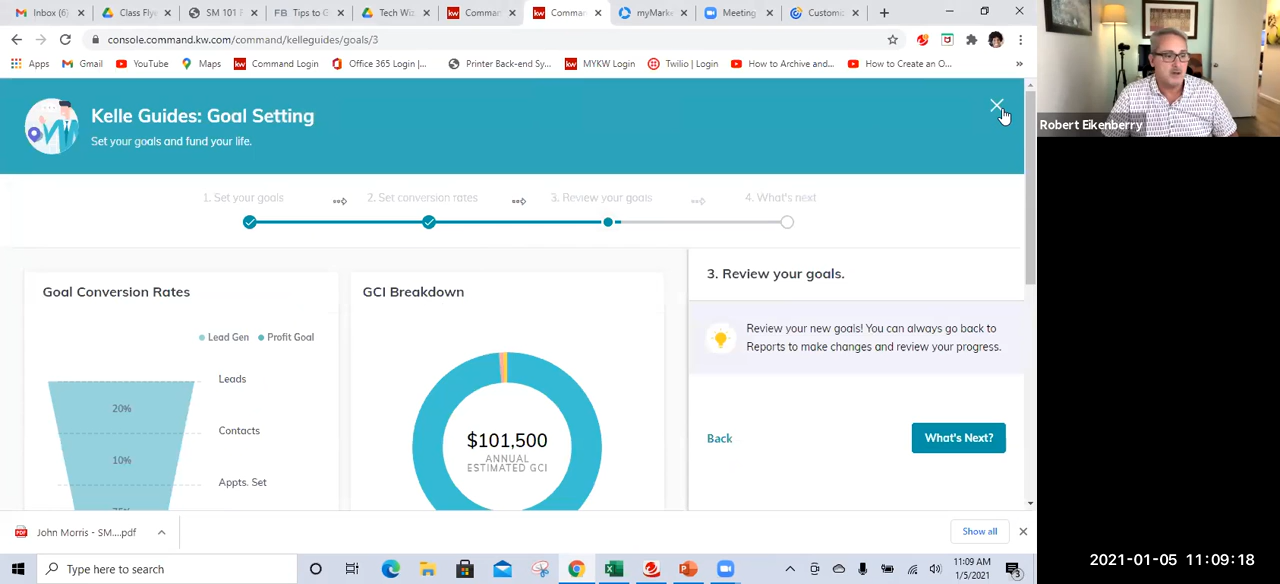 Inbox (6)
Class Flye
SM 101 F
FB Tips to G
Tech Wiz
Comman
Comma
myMarke
Meeting
Custom
console.command.kw.com/command/kelleguides/goals/3
Apps
Gmail
YouTube
Maps
Command Login
Office 365 Login |...
Printer Back-end Sy...
MYKW Login
Twilio | Login
How to Archive and...
How to Create an O...
»
Kelle Guides: Goal Setting
Set your goals and fund your life.
Robert Eikenberry
1. Set your goals
2. Set conversion rates
3. Review your goals
4. What's next
Goal Conversion Rates
Lead Gen
Profit Goal
Leads
20%
Contacts
10%
Appts. Set
GCI Breakdown
$101,500
ANNUAL
ESTIMATED GCI
3. Review your goals.
Review your new goals! You can always go back to
Reports to make changes and review your progress.
Back
What's Next?
John Morris - SM....pdf
Show all
Type here to search
11:09 AM
1/5/2021
3
2021-01-05 11:09:18